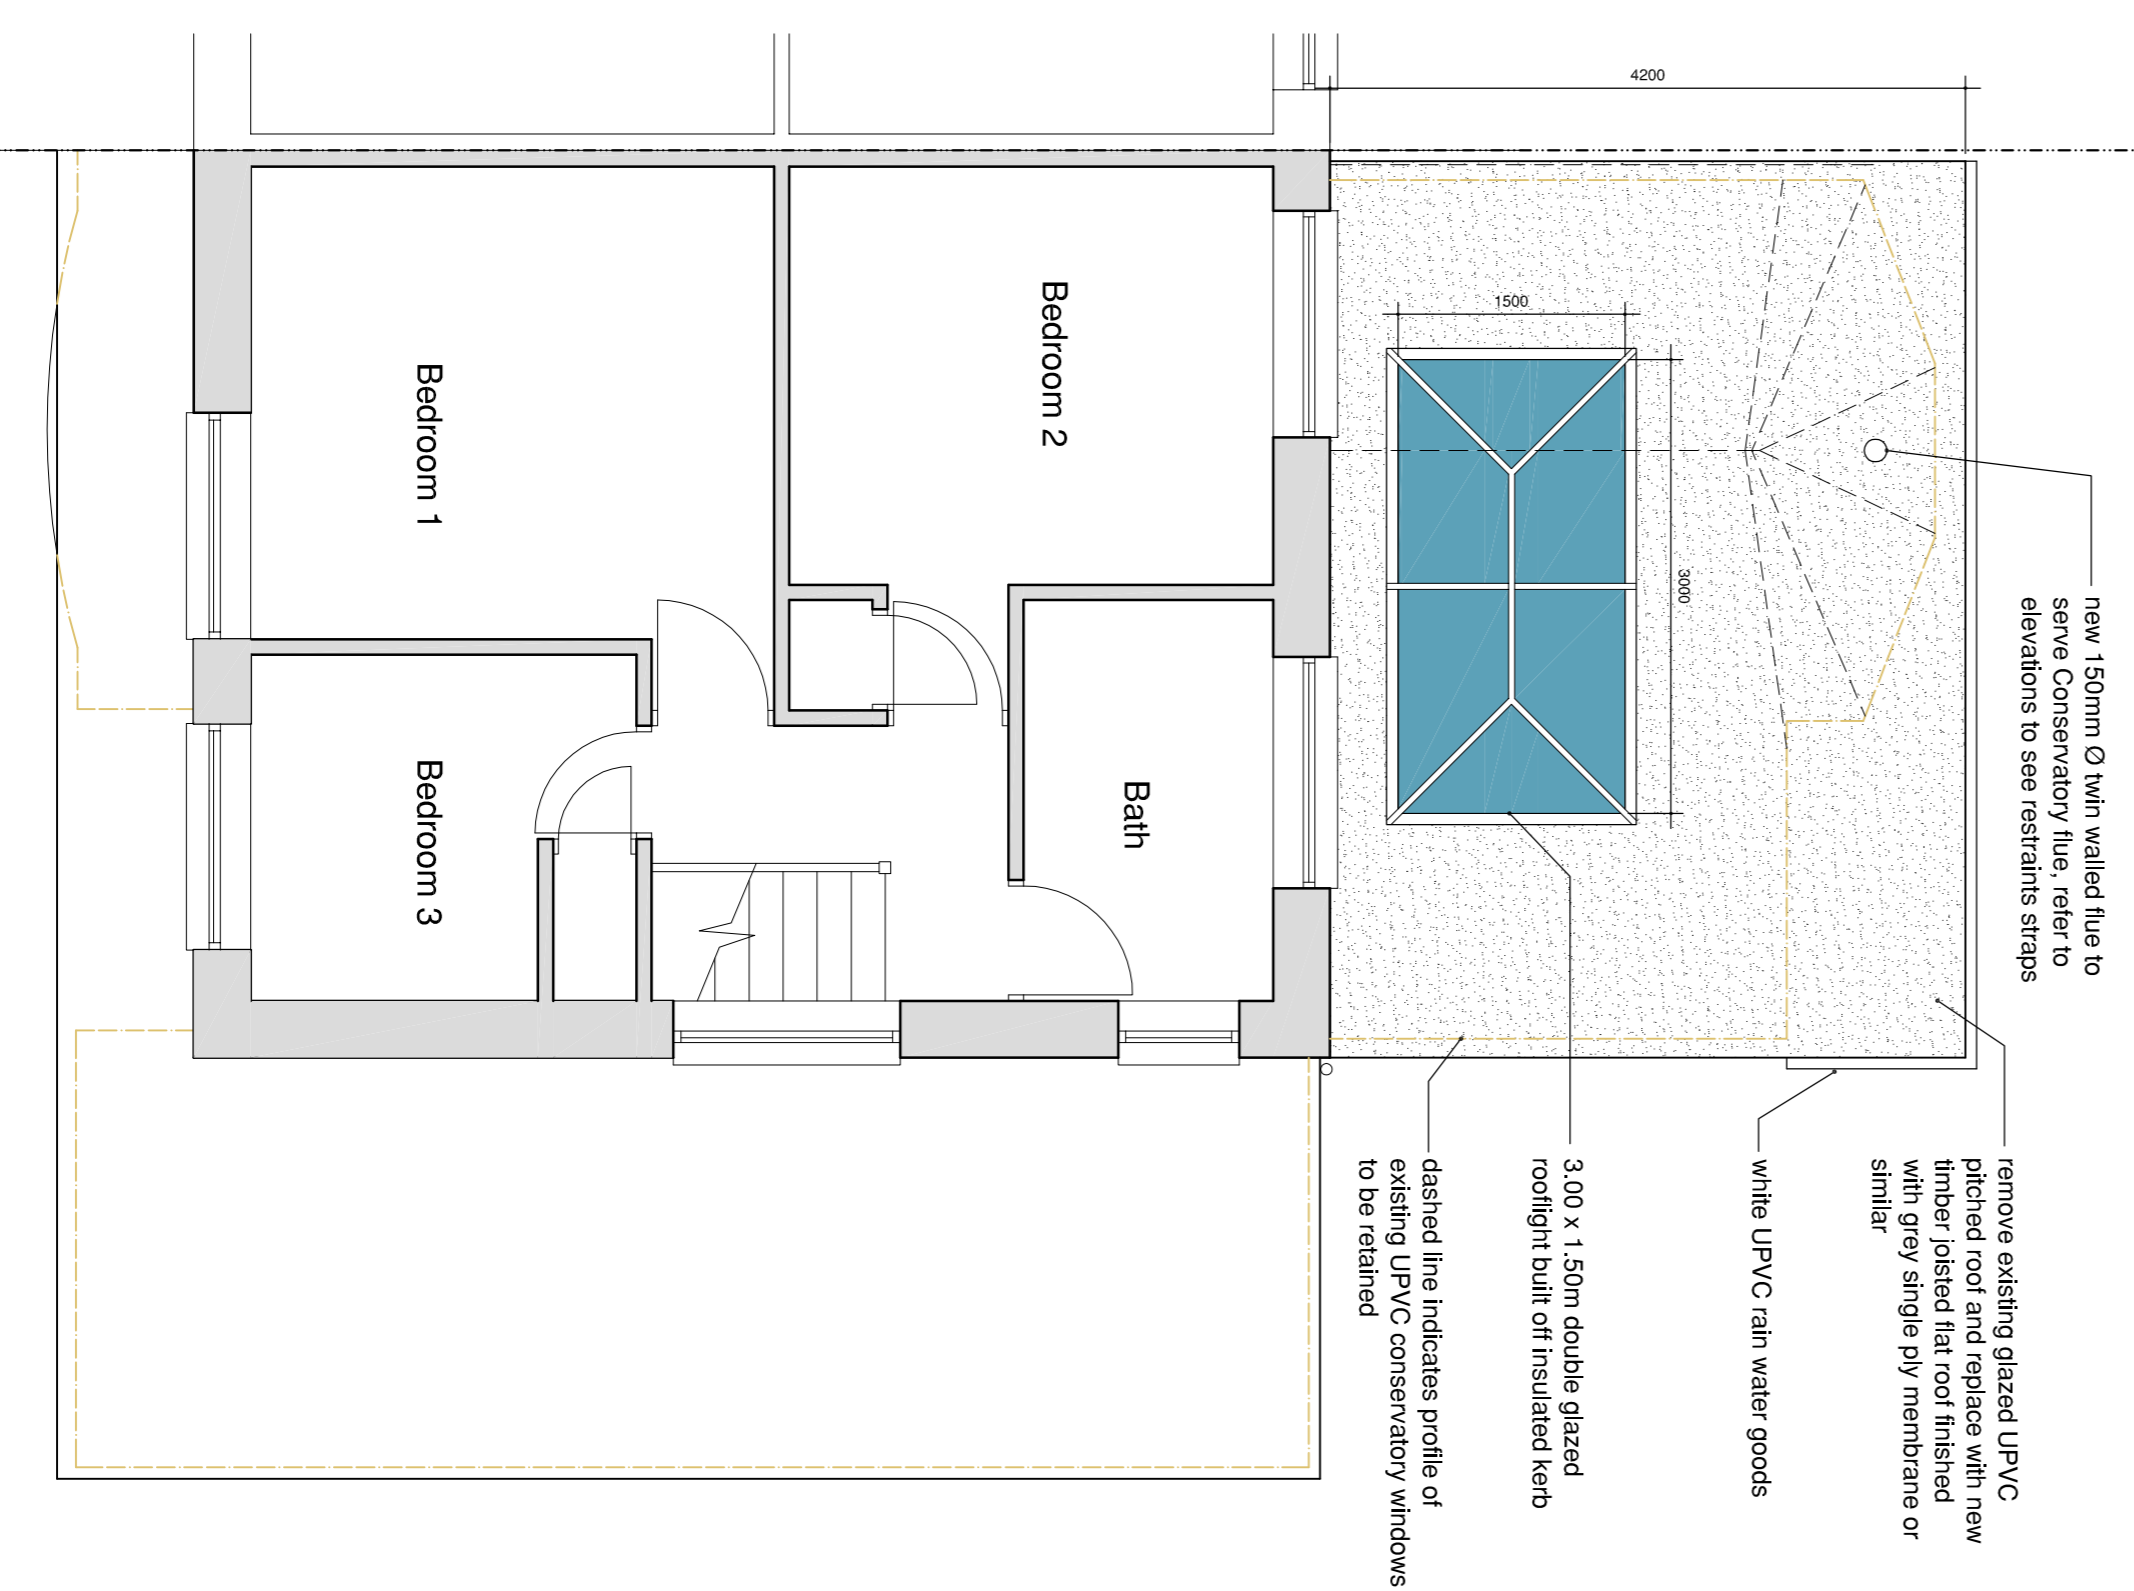 4200
new 150mm Ø twin walled flue to
serve Conservatory flue, refer to
elevations to see restraints straps
1500
3000
Bedroom 2
Bedroom 1
Bath
Bedroom 3
remove existing glazed UPVC
pitched roof and replace with new
timber joisted flat roof finished
with grey single ply membrane or
similar
white UPVC rain water goods
3.00 x 1.50m double glazed
rooflight built off insulated kerb
dashed line indicates profile of
existing UPVC conservatory windows
to be retained